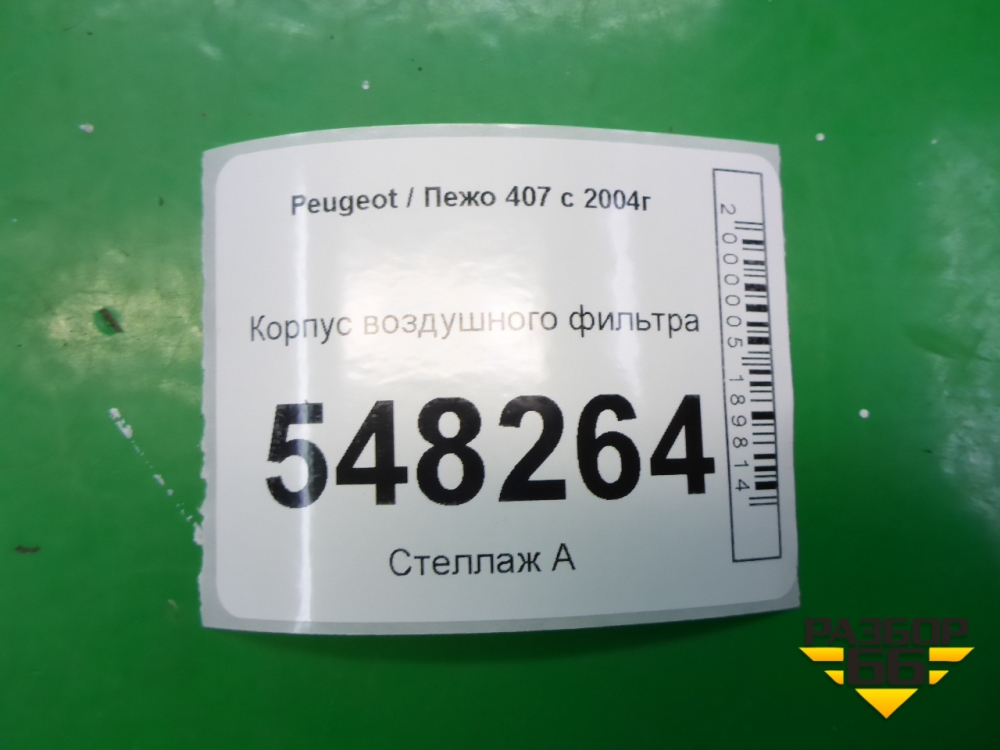 Peugeot / Пежо 407 с 2004г
Корпус воздушного фильтра
548264
Стеллаж А
2000005189814
РАЗБОР
66